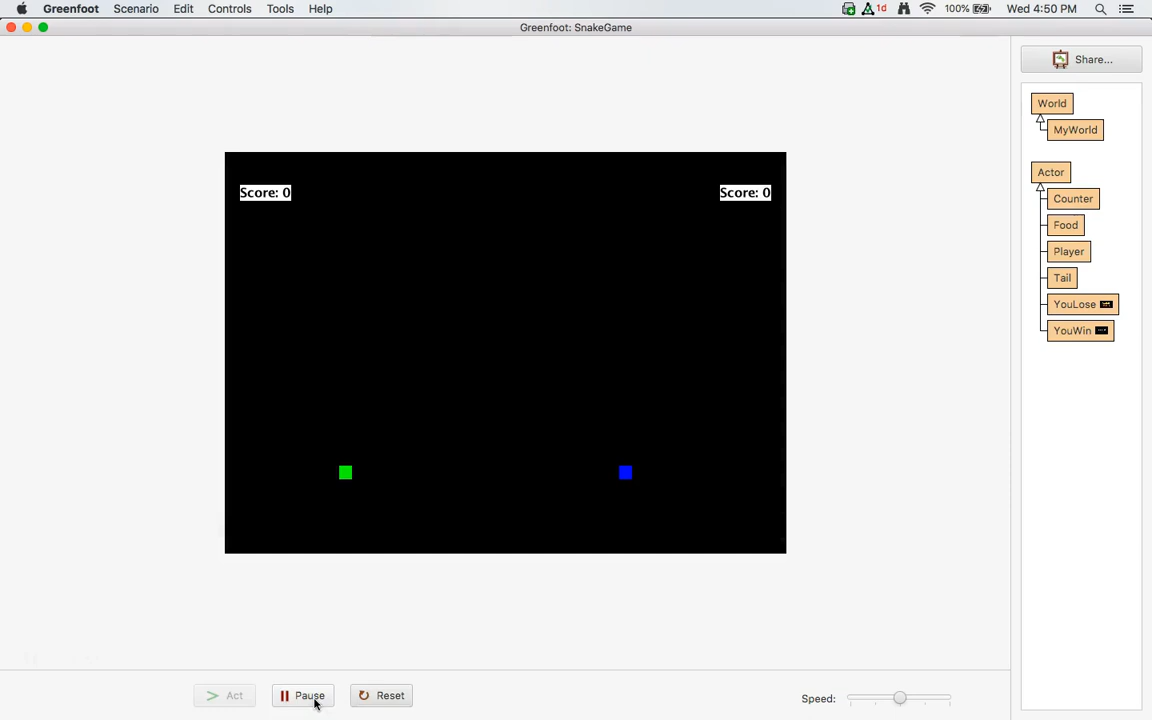 Greenfoot Scenario Edit Controls Tools Help 1d 100% Wed 4:50 PM
Greenfoot: SnakeGame
Share...
World
MyWorld
Actor
Counter
Food
Player
Tail
YouLose
YouWin
Score: 0 Score: 0
Act Pause Reset Speed: